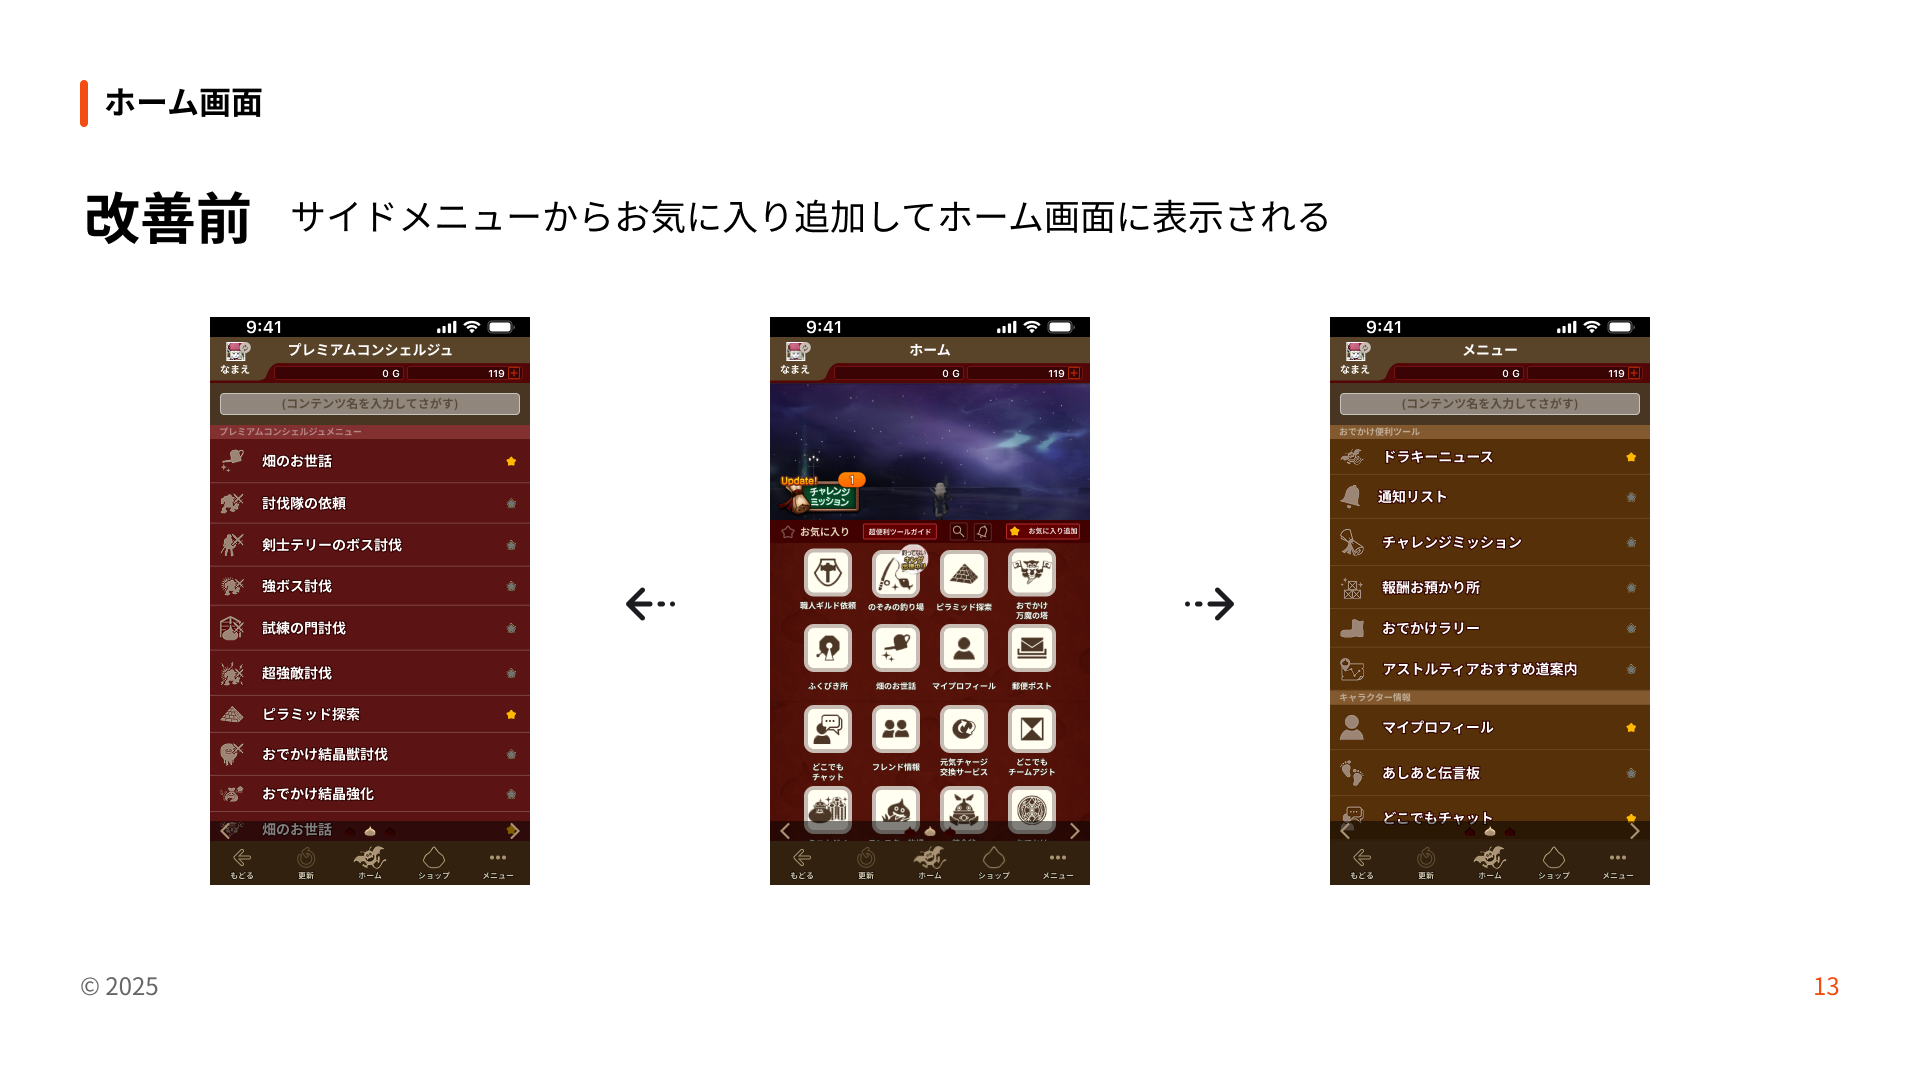 ホーム画面
改善前 サイドメニューからお気に入り追加してホーム画面に表示される
9:41
プレミアムコンシェルジュ
なまえ
0 G
119
(コンテンツ名を入力してさがす)
プレミアムコンシェルジュメニュー
畑のお世話
討伐隊の依頼
剣士テリーのボス討伐
強ボス討伐
試練の門討伐
超強敵討伐
ピラミッド探索
おでかけ結晶獣討伐
おでかけ結晶強化
畑のお世話
もどる 更新 ホーム ショップ メニュー
9:41
ホーム
なまえ
0 G
119
Update!
1
チャレンジ
ミッション
お気に入り 超便利ツールガイド お気に入り追加
職人ギルド依頼 のぞみの釣り場 ピラミッド探索 おでかけ
万魔の塔
ふくびき所 畑のお世話 マイプロフィール 郵便ポスト
どこでも
チャット
フレンド情報
元気チャージ
交換サービス
どこでも
チームアジト
もどる 更新 ホーム ショップ メニュー
9:41
メニュー
なまえ
0 G
119
(コンテンツ名を入力してさがす)
おでかけ便利ツール
ドラキーニュース
通知リスト
チャレンジミッション
報酬お預かり所
おでかけラリー
アストルティアおすすめ道案内
キャラクター情報
マイプロフィール
あしあと伝言板
どこでもチャット
もどる 更新 ホーム ショップ メニュー
© 2025
13